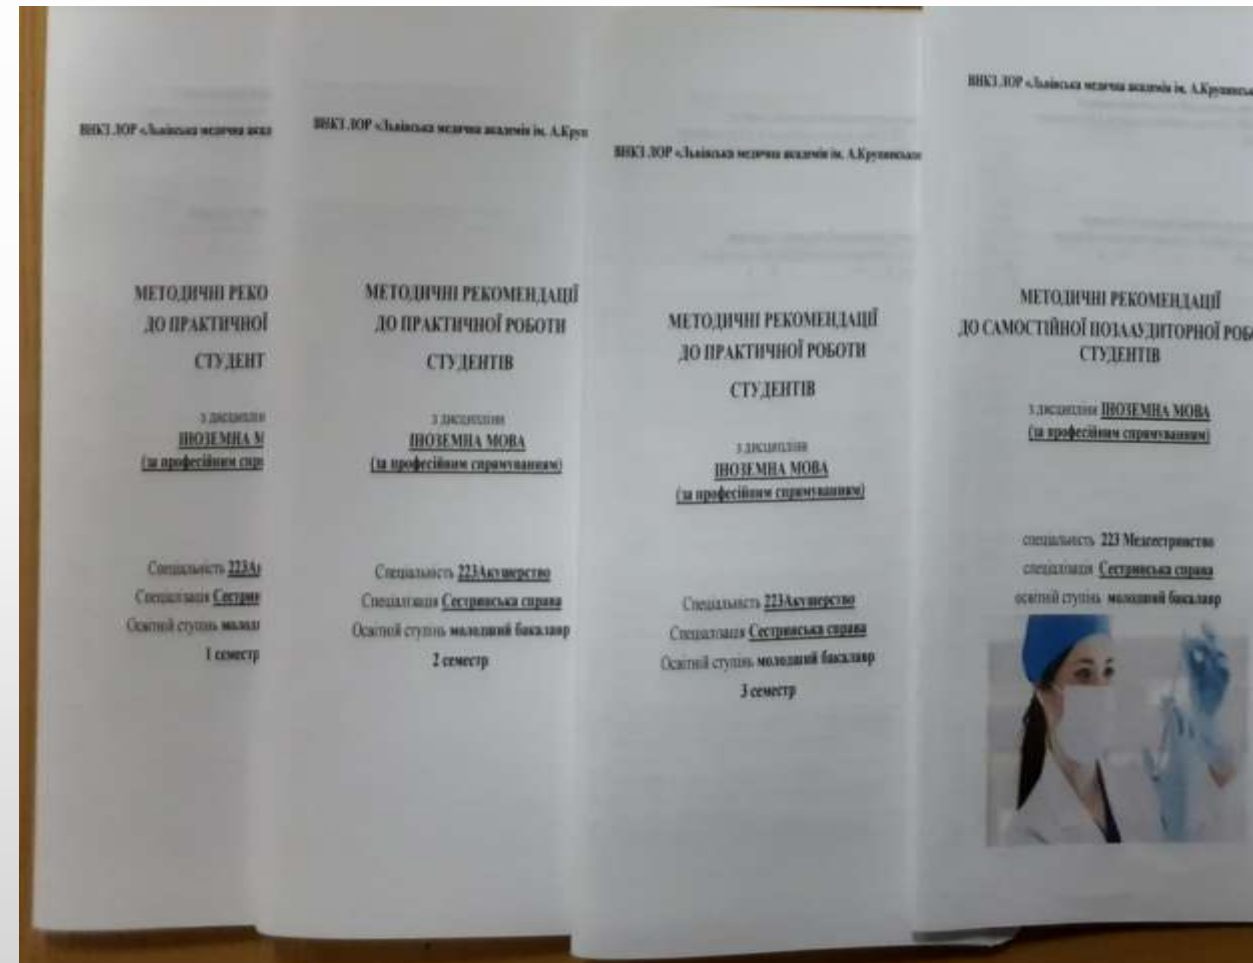 ВНКЗ ЛОР «Львівська медична акад
МЕТОДИЧНІ РЕКО
ДО ПРАКТИЧНОЇ
СТУДЕНТ
з дисциплін
ІНОЗЕМНА М
(за професійним спр
Спеціальність 223А
Спеціалізація Сестрин
Освітній ступінь молод
1 семестр
ВНКЗ ЛОР «Львівська медична академія ім. А.Круп
МЕТОДИЧНІ РЕКОМЕНДАЦІЇ
ДО ПРАКТИЧНОЇ РОБОТИ
СТУДЕНТІВ
з дисципліни
ІНОЗЕМНА МОВА
(за професійним спрямуванням)
Спеціальність 223Акушерство
Спеціалізація Сестринська справа
Освітній ступінь молодший бакалавр
2 семестр
ВНКЗ ЛОР «Львівська медична академія ім. А.Крупинсько
МЕТОДИЧНІ РЕКОМЕНДАЦІЇ
ДО ПРАКТИЧНОЇ РОБОТИ
СТУДЕНТІВ
з дисципліни
ІНОЗЕМНА МОВА
(за професійним спрямуванням)
Спеціальність 223Акушерство
Спеціалізація Сестринська справа
Освітній ступінь молодший бакалавр
3 семестр
ВНКЗ ЛОР «Львівська медична академія ім. А.Крупинськ
МЕТОДИЧНІ РЕКОМЕНДАЦІЇ
ДО САМОСТІЙНОЇ ПОЗААУДИТОРНОЇ РОБО
СТУДЕНТІВ
з дисципліни ІНОЗЕМНА МОВА
(за професійним спрямуванням)
спеціальність 223 Медсестринство
спеціалізація Сестринська справа
освітній ступінь молодший бакалавр